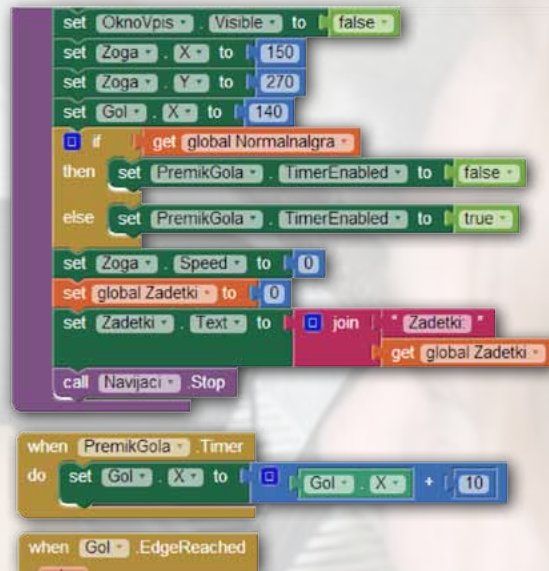 set OknoVpis . Visible to false
set Zoga . X to 150
set Zoga . Y to 270
set Gol . X to 140
if get global Normalnaigra
then set PremikGola . TimerEnabled to false
else set PremikGola . TimerEnabled to true
set Zoga . Speed to 0
set global Zadetki to 0
set Zadetki . Text to join " Zadetki: "
get global Zadetki
call Navijaci .Stop
when PremikGola .Timer
do set Gol . X to Gol . X + 10
when Gol .EdgeReached